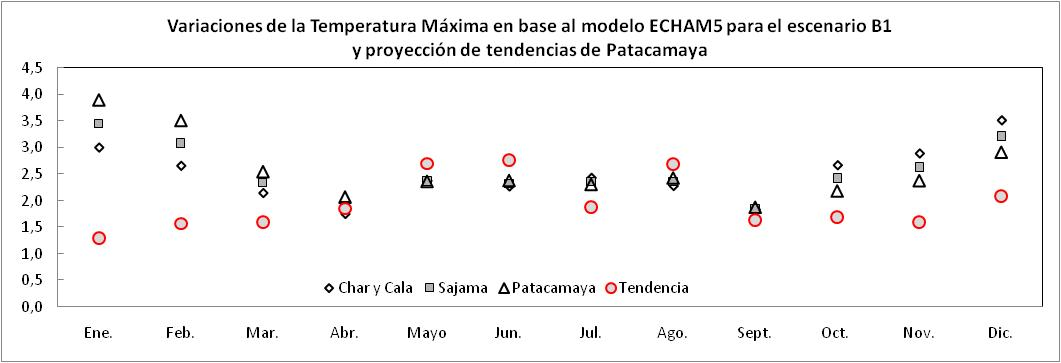 Variaciones de la Temperatura Máxima en base al modelo ECHAM5 para el escenario B1
y proyección de tendencias de Patacamaya
4,5
4,0
3,5
3,0
2,5
2,0
1,5
1,0
0,5
0,0
Char y Cala Sajama Patacamaya Tendencia
Ene. Feb. Mar. Abr. Mayo Jun. Jul. Ago. Sept. Oct. Nov. Dic.